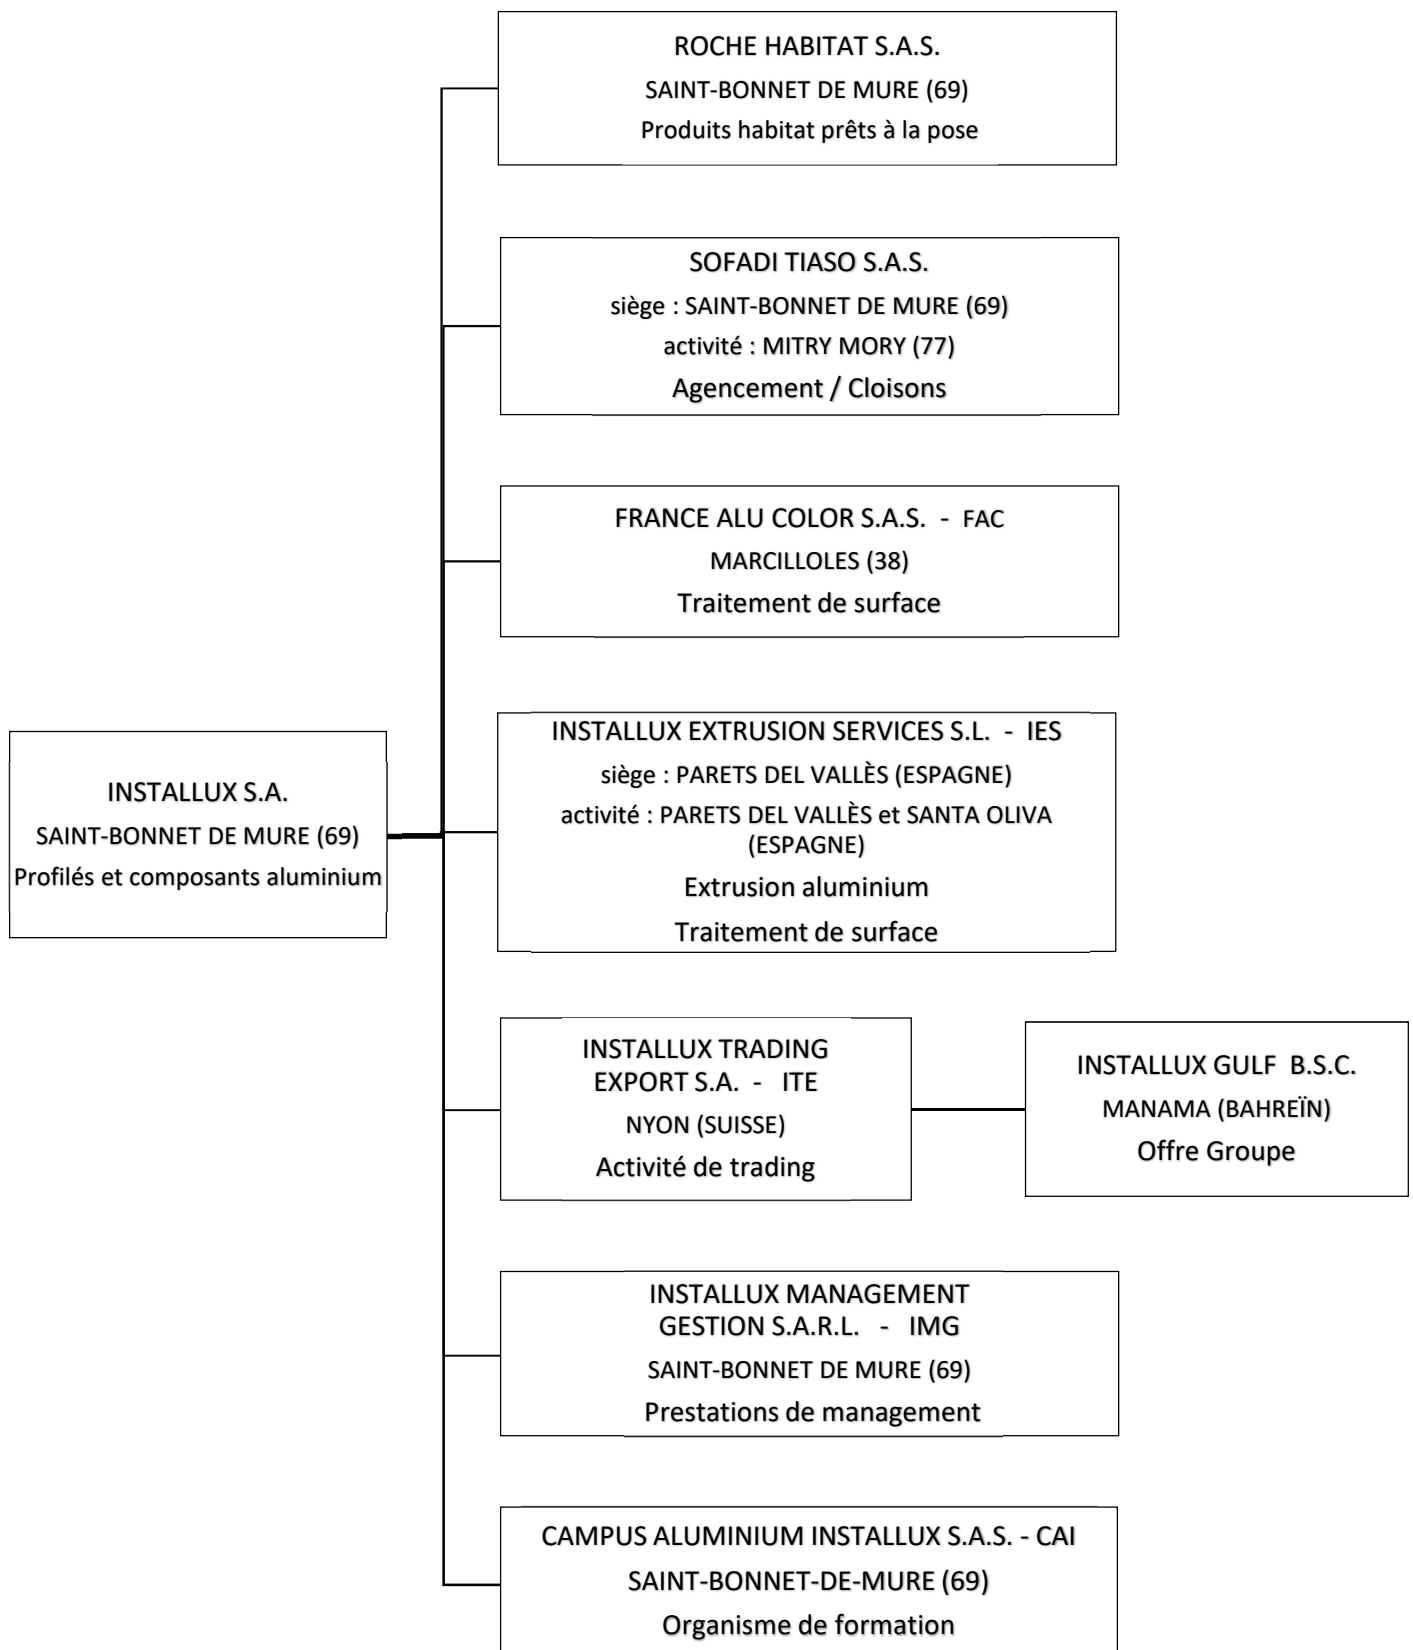 ROCHE HABITAT S.A.S.
SAINT-BONNET DE MURE (69)
Produits habitat prêts à la pose
SOFADI TIASO S.A.S.
siège : SAINT-BONNET DE MURE (69)
activité : MITRY MORY (77)
Agencement / Cloisons
FRANCE ALU COLOR S.A.S. - FAC
MARCILLOLES (38)
Traitement de surface
INSTALLUX S.A.
SAINT-BONNET DE MURE (69)
Profilés et composants aluminium
INSTALLUX EXTRUSION SERVICES S.L. - IES
siège : PARETS DEL VALLÈS (ESPAGNE)
activité : PARETS DEL VALLÈS et SANTA OLIVA
(ESPAGNE)
Extrusion aluminium
Traitement de surface
INSTALLUX TRADING
EXPORT S.A. - ITE
NYON (SUISSE)
Activité de trading
INSTALLUX GULF B.S.C.
MANAMA (BAHREÏN)
Offre Groupe
INSTALLUX MANAGEMENT
GESTION S.A.R.L. - IMG
SAINT-BONNET DE MURE (69)
Prestations de management
CAMPUS ALUMINIUM INSTALLUX S.A.S. - CAI
SAINT-BONNET-DE-MURE (69)
Organisme de formation